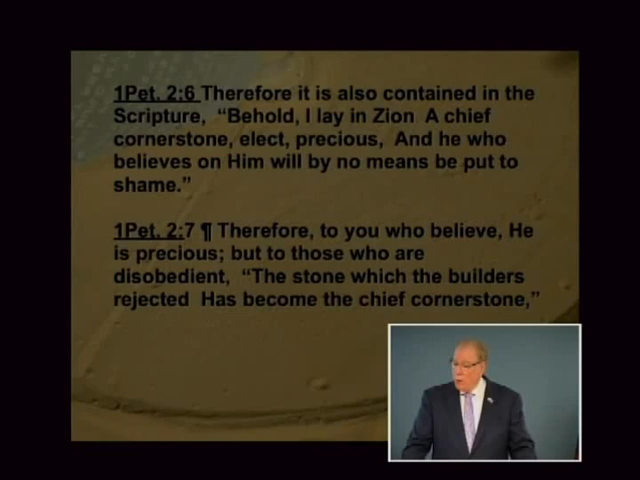 1Pet. 2:6 Therefore it is also contained in the
Scripture, “Behold, I lay in Zion A chief
cornerstone, elect, precious, And he who
believes on Him will by no means be put to
shame.”
1Pet. 2:7 ¶ Therefore, to you who believe, He
is precious; but to those who are
disobedient, “The stone which the builders
rejected Has become the chief cornerstone,”